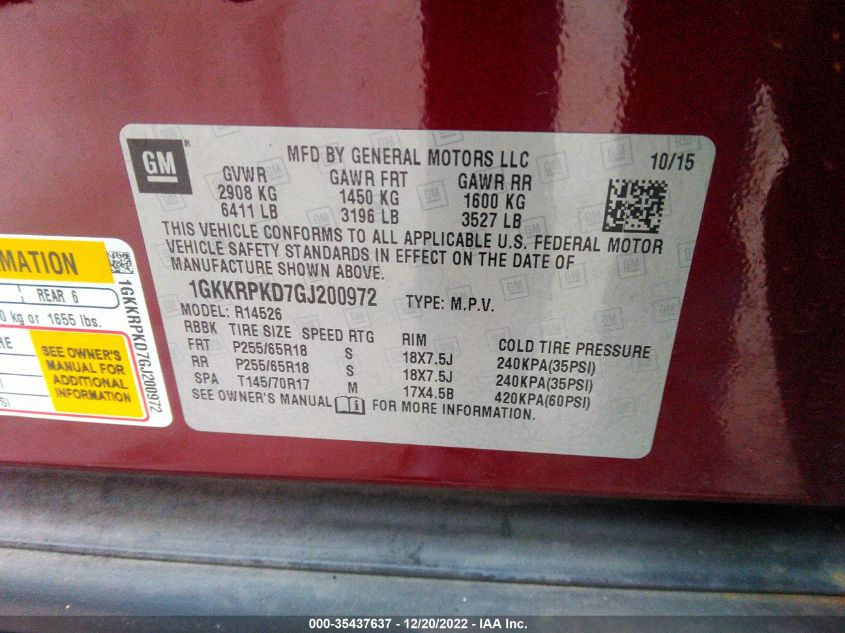 GM
MFD BY GENERAL MOTORS LLC 10/15
GVWR GAWR FRT GAWR RR
2908 KG 1450 KG 1600 KG
6411 LB 3196 LB 3527 LB
THIS VEHICLE CONFORMS TO ALL APPLICABLE U.S. FEDERAL MOTOR
VEHICLE SAFETY STANDARDS IN EFFECT ON THE DATE OF
MANUFACTURE SHOWN ABOVE.
1GKKRPKD7GJ200972 TYPE: M.P.V.
MODEL: R14526
RBBK TIRE SIZE SPEED RTG RIM COLD TIRE PRESSURE
FRT P255/65R18 S 18X7.5J 240KPA(35PSI)
RR P255/65R18 S 18X7.5J 240KPA(35PSI)
SPA T145/70R17 M 17X4.5B 420KPA(60PSI)
SEE OWNER'S MANUAL FOR MORE INFORMATION.
MATION
REAR 6
0 kg or 1655 lbs.
SEE OWNER'S
MANUAL FOR
ADDITIONAL
INFORMATION
1GKKRPKD7GJ200972
000-35437637 - 12/20/2022 - IAA Inc.